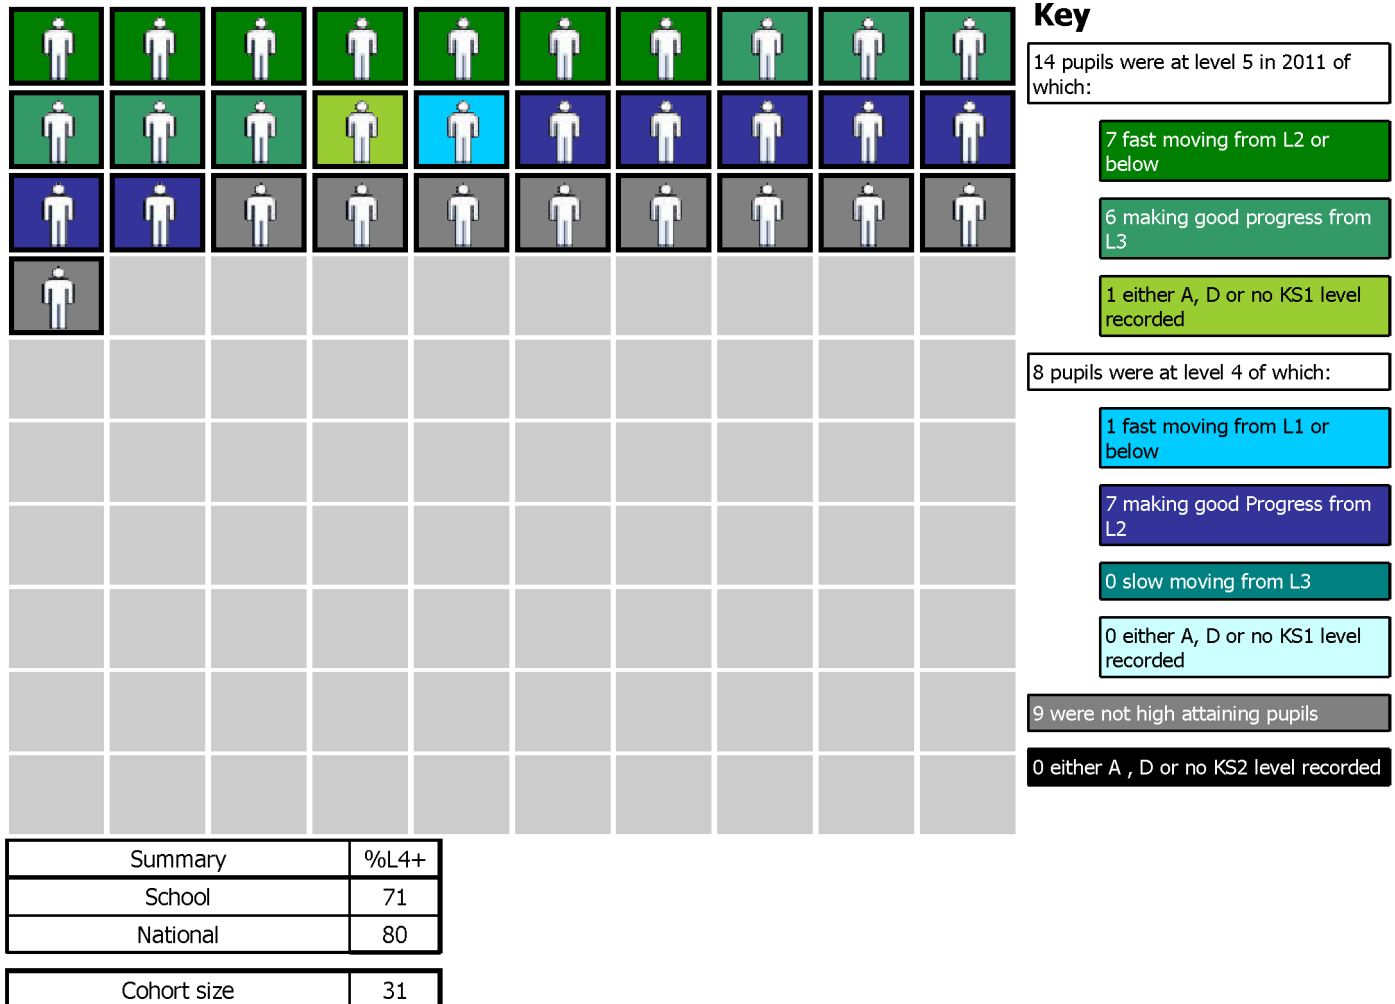 Key
14 pupils were at level 5 in 2011 of
which:
7 fast moving from L2 or
below
6 making good progress from
L3
1 either A, D or no KS1 level
recorded
8 pupils were at level 4 of which:
1 fast moving from L1 or
below
7 making good Progress from
L2
0 slow moving from L3
0 either A, D or no KS1 level
recorded
9 were not high attaining pupils
0 either A , D or no KS2 level recorded
Summary %L4+
School 71
National 80
Cohort size 31